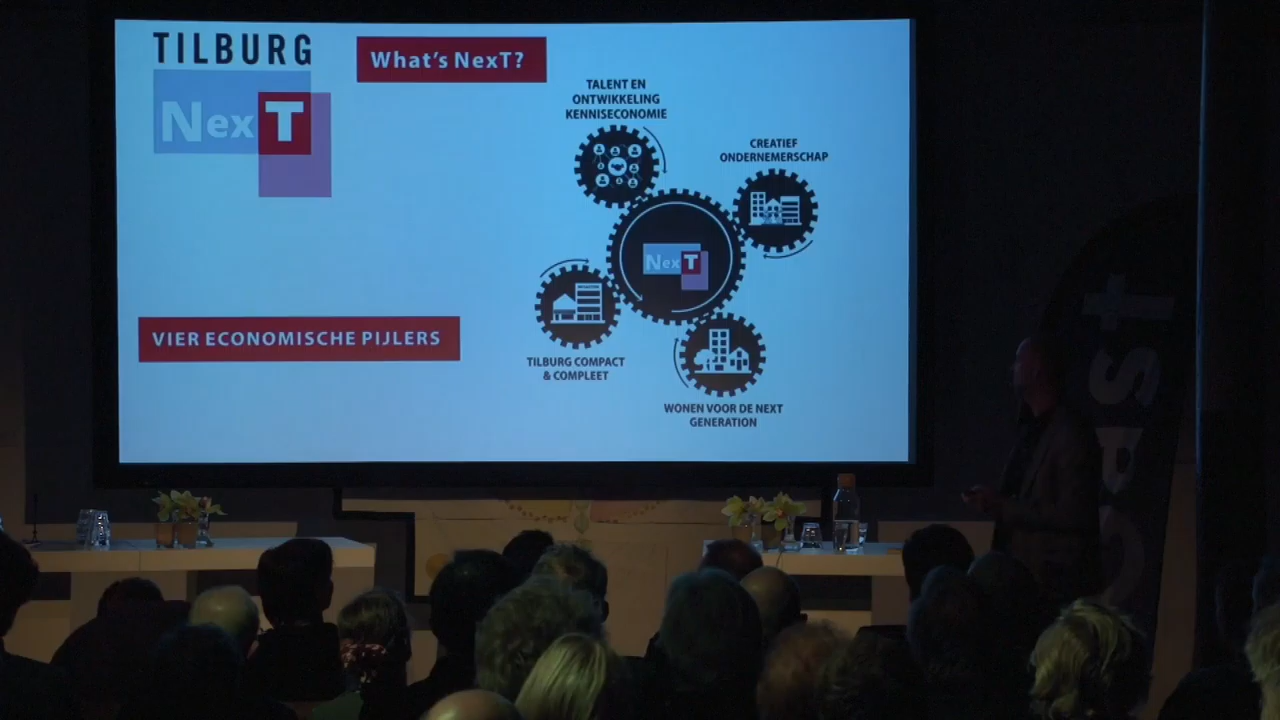 TILBURG
NexT
What's NexT?
TALENT EN
ONTWIKKELING
KENNISECONOMIE
CREATIEF
ONDERNEMERSCHAP
NexT
VIER ECONOMISCHE PIJLERS
TILBURG COMPACT
& COMPLEET
WONEN VOOR DE NEXT
GENERATION